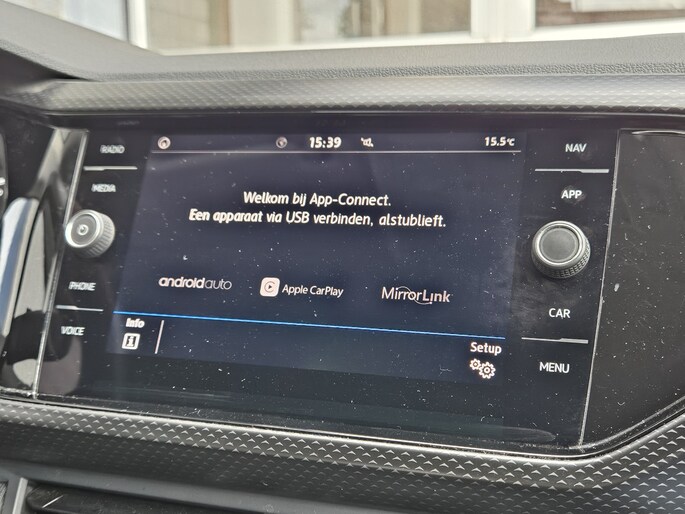 RADIO
MEDIA
PHONE
VOICE
15:39
15.5°C
Welkom bij App-Connect.
Een apparaat via USB verbinden, alstublieft.
androidauto
Apple CarPlay
MirrorLink
Info
Setup
NAV
APP
CAR
MENU